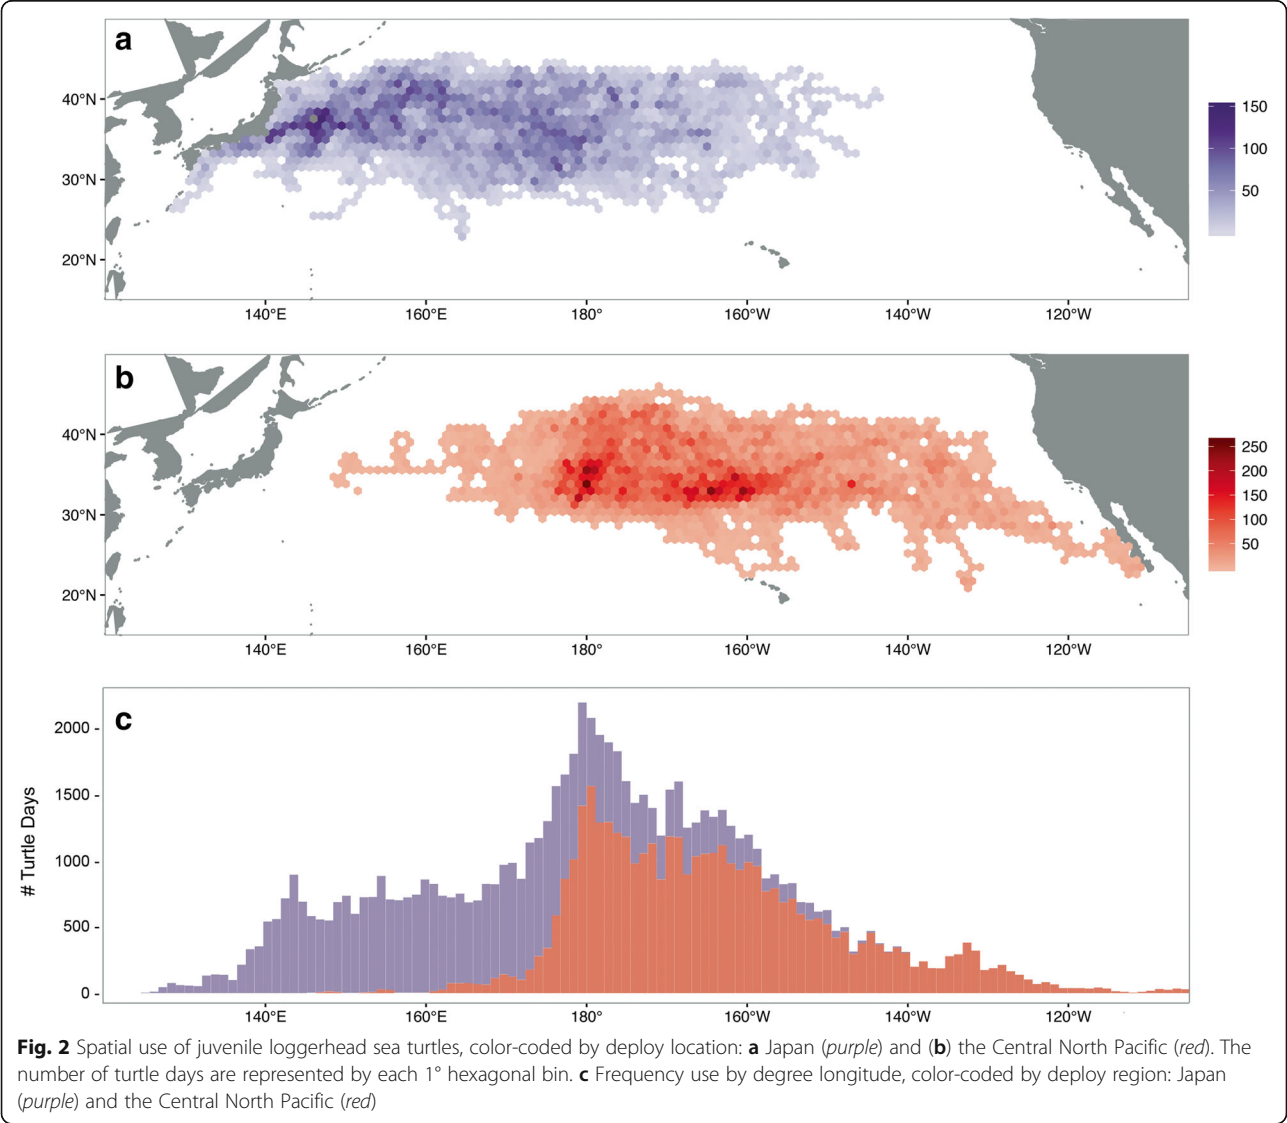 a
40°N
30°N
20°N
140°E 160°E 180° 160°W 140°W 120°W
150
100
50
b
40°N
30°N
20°N
140°E 160°E 180° 160°W 140°W 120°W
250
200
150
100
50
c
# Turtle Days
2000
1500
1000
500
0
140°E 160°E 180° 160°W 140°W 120°W
Fig. 2 Spatial use of juvenile loggerhead sea turtles, color-coded by deploy location: a Japan (purple) and (b) the Central North Pacific (red). The
number of turtle days are represented by each 1° hexagonal bin. c Frequency use by degree longitude, color-coded by deploy region: Japan
(purple) and the Central North Pacific (red)